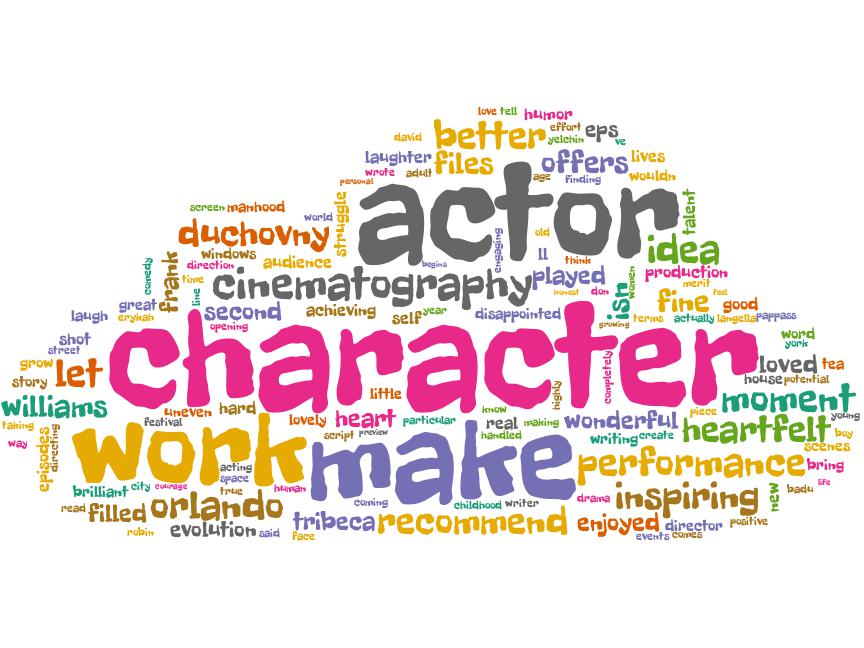 love tell humor
david better effort eps
yelchin ve
laughter files offers lives
wrote adult age finding wouldn
personal
actor
talent
screen manhood
world struggle
duchovny
engaging old idea
windows audience ll
direction begins think production
comedy frank time cinematography played women merit
honest don ish fine feel
line great second achieving self year disappointed good
laugh erykah growing terms actually langella pappass
opening
character
shot word
street york
grow let completely loved tea
story house potential
little highly
williams uneven hard lovely heart particular know making wonderful piece moment
taking festival real heartfelt young
way script preview handled writing create boy
episodes directing work make scenes
acting performance bring
space life
brilliant city courage true human drama inspiring new badu
read filled orlando coming childhood writer positive
evolution tribeca recommend enjoyed director
robin said face events comes